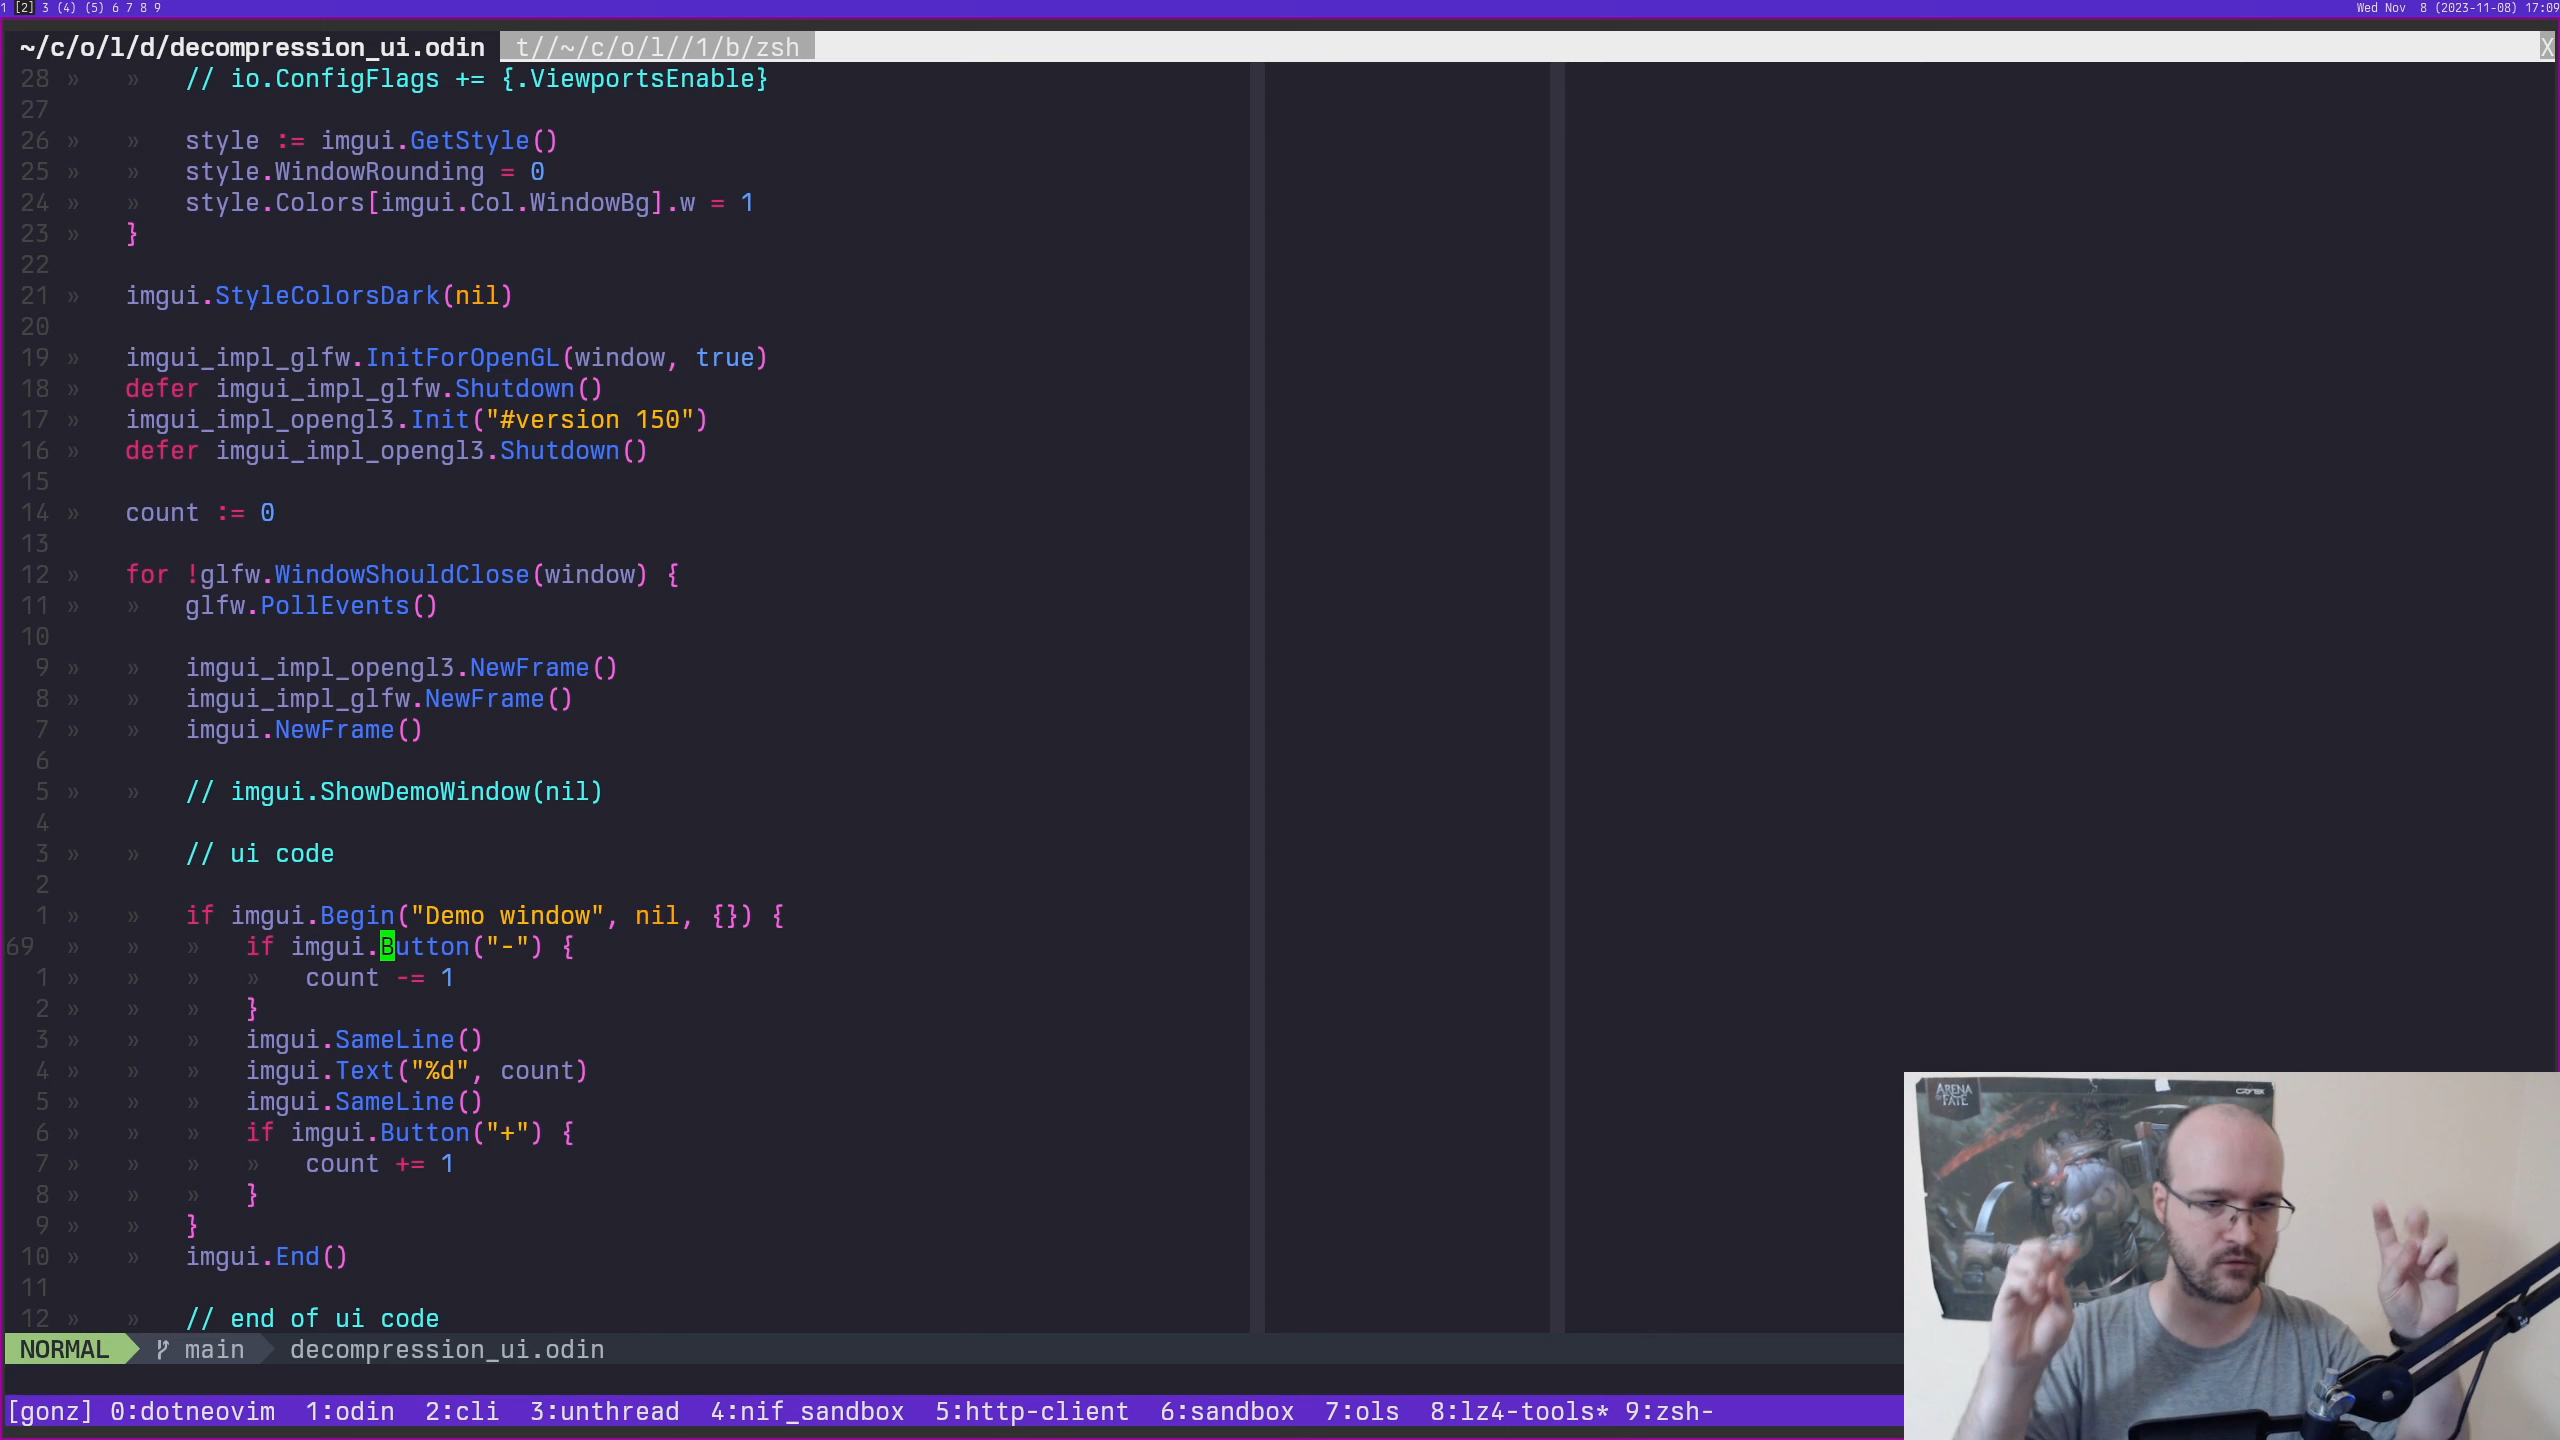 1 [2] 3 (4) (5) 6 7 8 9 Wed Nov 8 (2023-11-08) 17:09
~/c/o/l/d/decompression_ui.odin t//~/c/o/l//1/b/zsh X
28 » » // io.ConfigFlags += {.ViewportsEnable}
27
26 » » style := imgui.GetStyle()
25 » » style.WindowRounding = 0
24 » » style.Colors[imgui.Col.WindowBg].w = 1
23 » }
22
21 » imgui.StyleColorsDark(nil)
20
19 » imgui_impl_glfw.InitForOpenGL(window, true)
18 » defer imgui_impl_glfw.Shutdown()
17 » imgui_impl_opengl3.Init("#version 150")
16 » defer imgui_impl_opengl3.Shutdown()
15
14 » count := 0
13
12 » for !glfw.WindowShouldClose(window) {
11 » » glfw.PollEvents()
10
9 » » imgui_impl_opengl3.NewFrame()
8 » » imgui_impl_glfw.NewFrame()
7 » » imgui.NewFrame()
6
5 » » // imgui.ShowDemoWindow(nil)
4
3 » » // ui code
2
1 » » if imgui.Begin("Demo window", nil, {}) {
69 » » » if imgui.Button("-") {
1 » » » » count -= 1
2 » » » }
3 » » » imgui.SameLine()
4 » » » imgui.Text("%d", count)
5 » » » imgui.SameLine()
6 » » » if imgui.Button("+") {
7 » » » » count += 1
8 » » » }
9 » » }
10 » » imgui.End()
11
12 » » // end of ui code
ARENA
OF FATE
NORMAL main decompression_ui.odin
[gonz] 0:dotneovim 1:odin 2:cli 3:unthread 4:nif_sandbox 5:http-client 6:sandbox 7:ols 8:lz4-tools* 9:zsh-